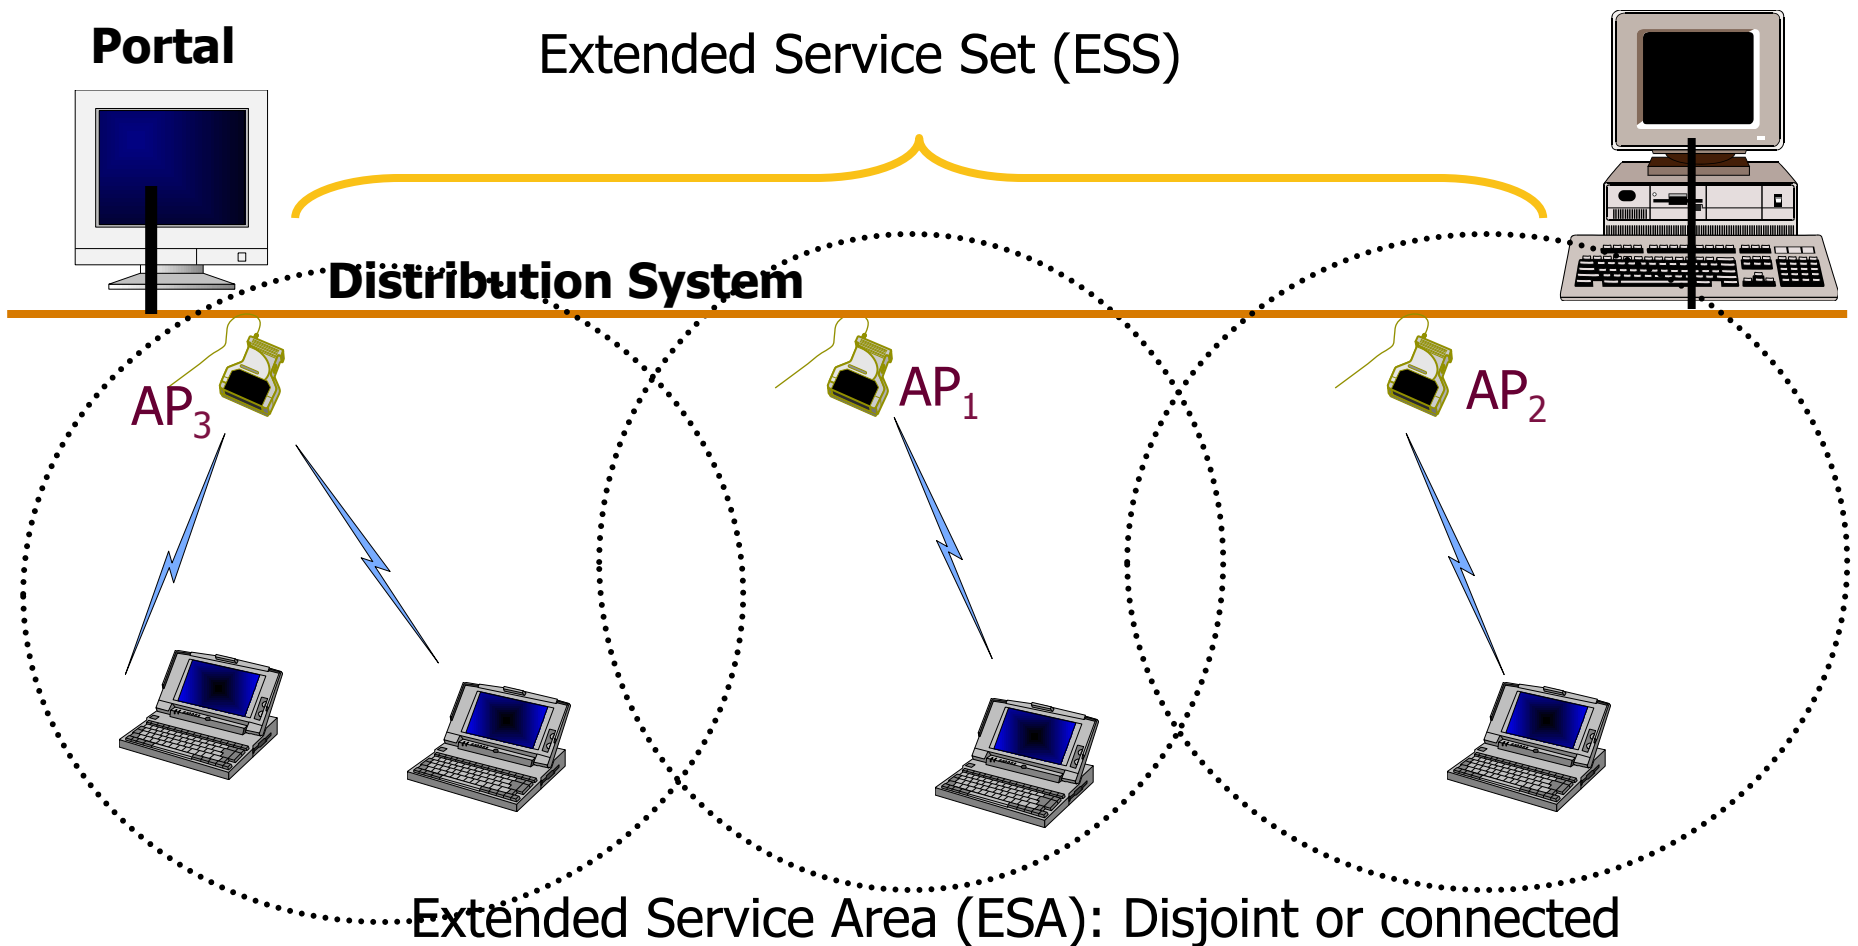 Portal
Extended Service Set (ESS)
Distribution System
AP3
AP1
AP2
Extended Service Area (ESA): Disjoint or connected